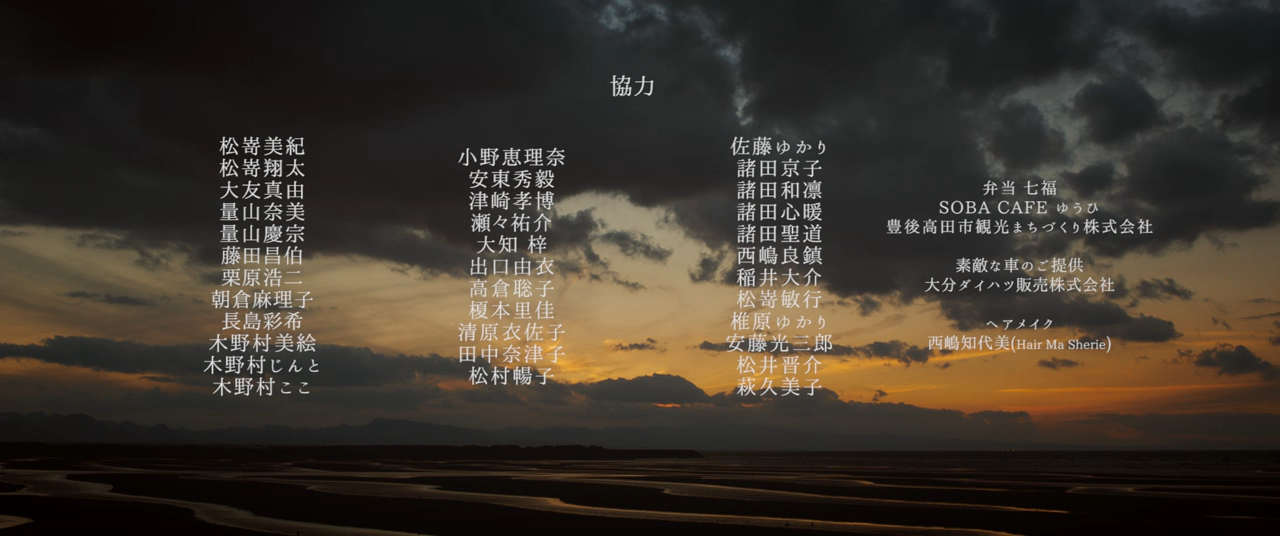 協力
松嵜美紀
松嵜翔太
大友真由
量山奈美
量山慶宗
藤田昌伯
栗原浩二
朝倉麻理子
長島彩希
木野村美絵
木野村じんと
木野村ここ
小野恵理奈
安東秀毅
津崎孝博
瀬々祐介
大知 梓
出口由衣
高倉聡子
榎本里佳
清原衣佐子
田中奈津子
松村暢子
佐藤ゆかり
諸田京子
諸田和凛
諸田心暖
諸田聖道
西嶋良鎮
稲井大介
松嵜敏行
椎原ゆかり
安藤光三郎
松井晋介
萩久美子
弁当 七福
SOBA CAFE ゆうひ
豊後高田市観光まちづくり株式会社
素敵な車のご提供
大分ダイハツ販売株式会社
ヘアメイク
西嶋知代美(Hair Ma Sherie)